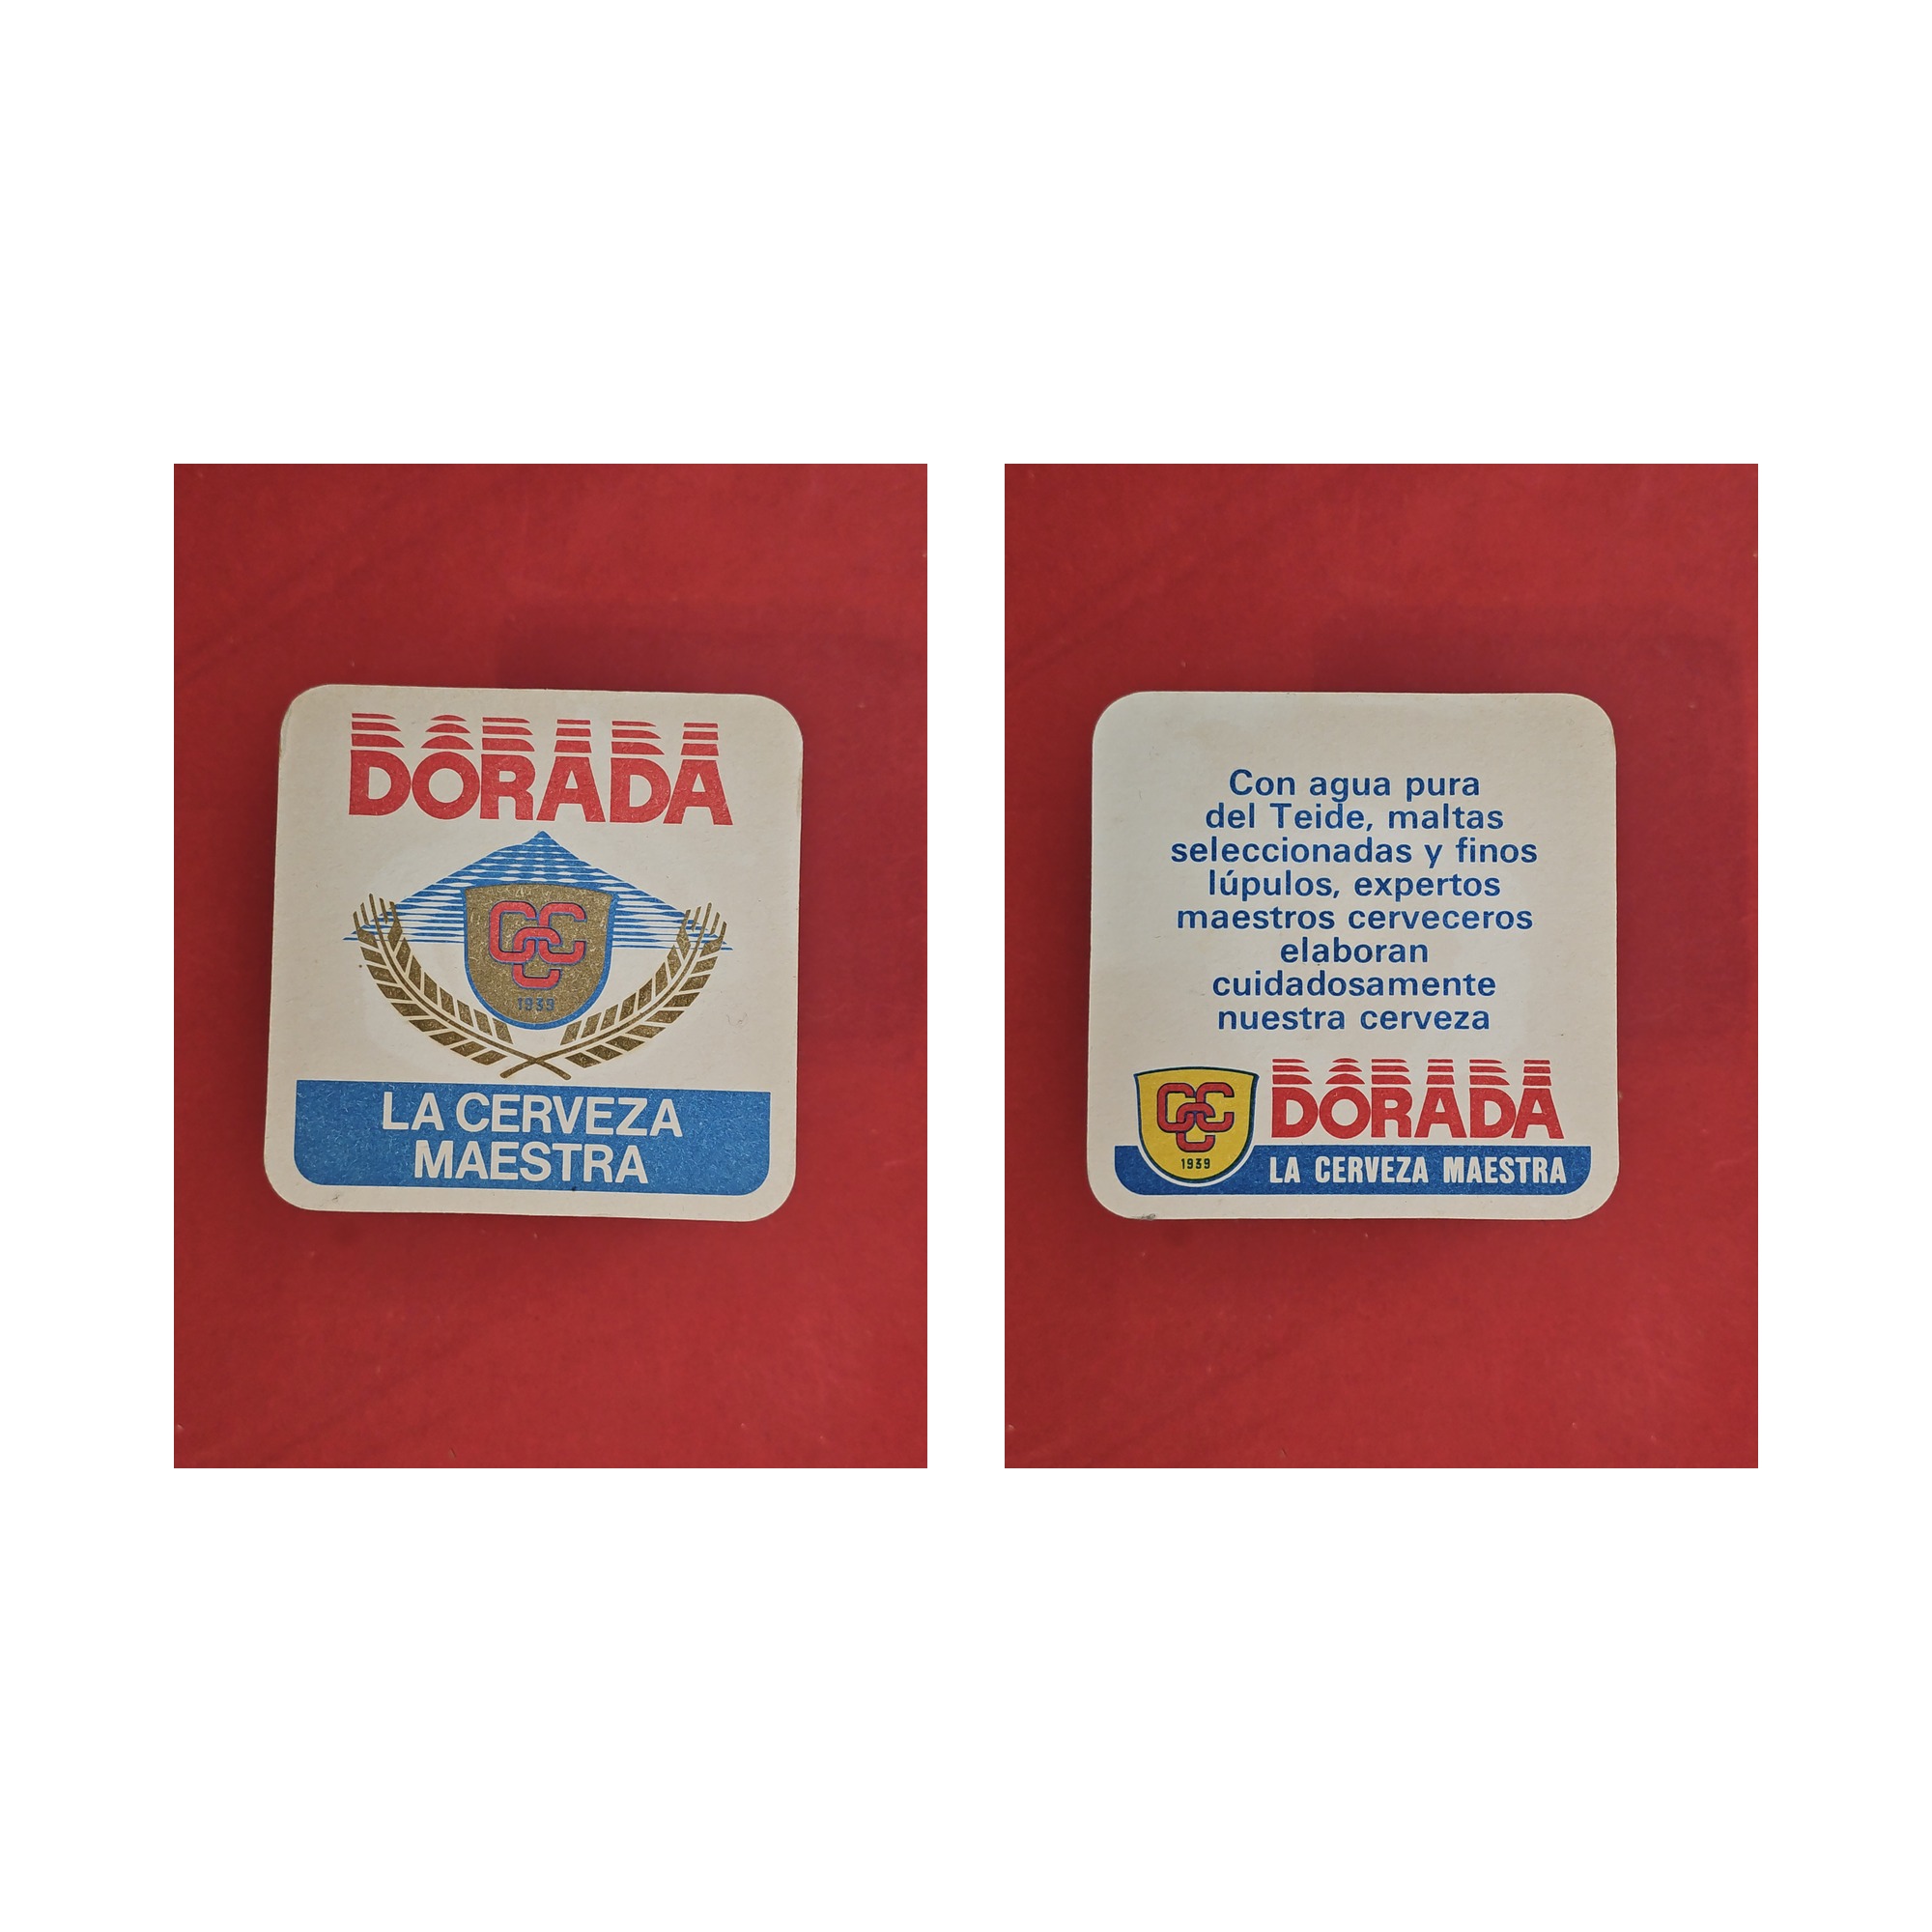 DORADA
CCC
1939
LA CERVEZA
MAESTRA
Con agua pura
del Teide, maltas
seleccionadas y finos
lúpulos, expertos
maestros cerveceros
elaboran
cuidadosamente
nuestra cerveza
DORADA
CCC
1939
LA CERVEZA MAESTRA